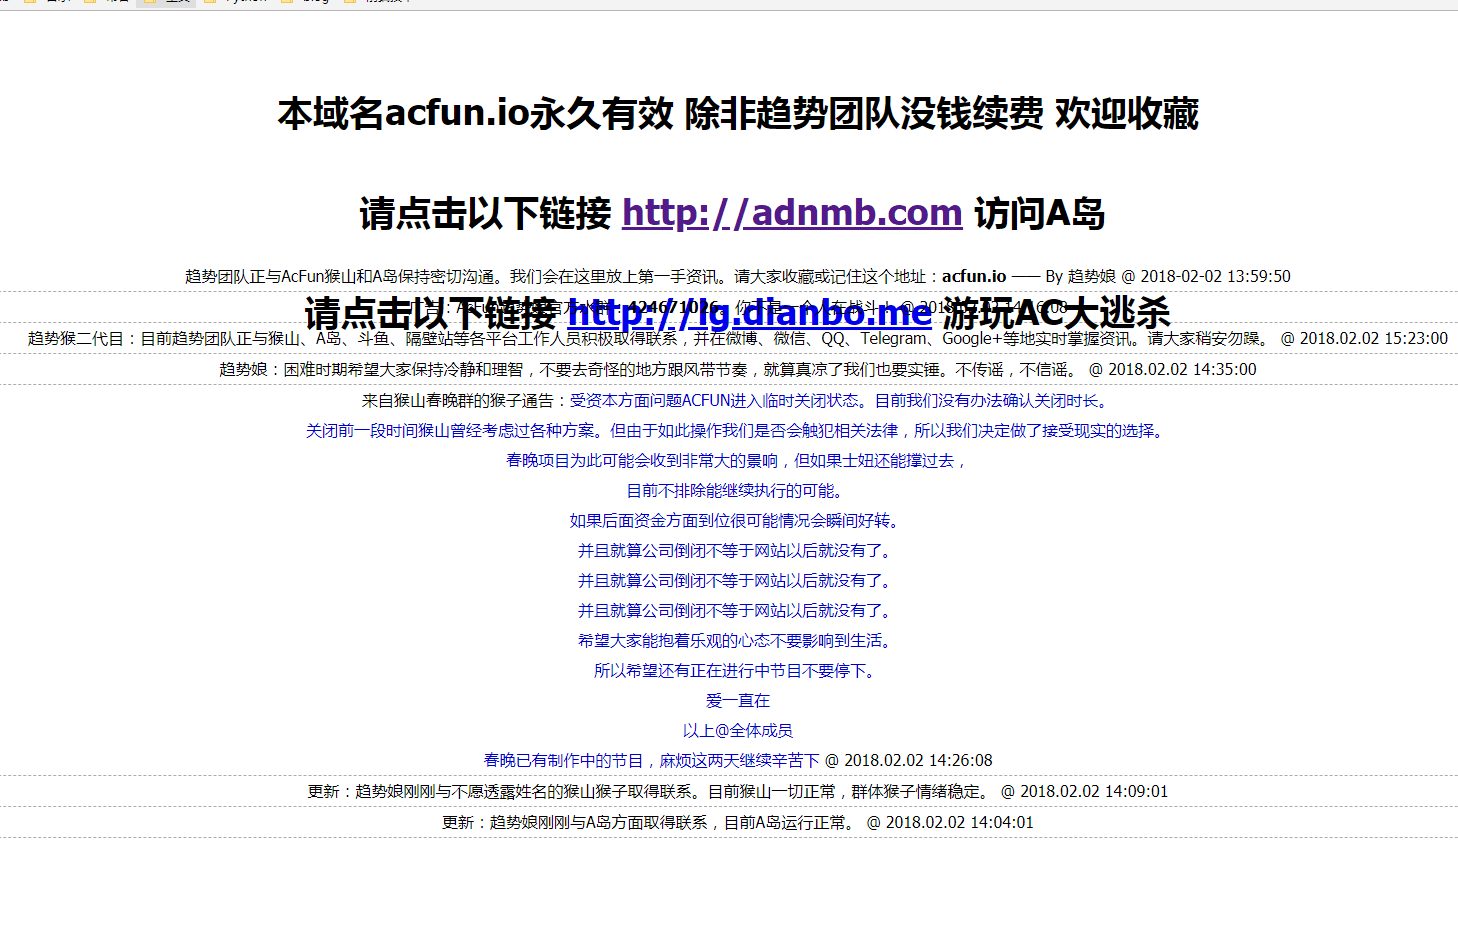 Python
blog
本域名acfun.io永久有效 除非趋势团队没钱续费 欢迎收藏
请点击以下链接 http://adnmb.com 访问A岛
趋势团队正与AcFun猴山和A岛保持密切沟通。我们会在这里放上第一手资讯。请大家收藏或记住这个地址：acfun.io —— By 趋势娘 @ 2018-02-02 13:59:50
424671026。
请点击以下链接 http://lg.dianbo.me 游玩AC大逃杀
趋势猴二代目：目前趋势团队正与猴山、A岛、斗鱼、隔壁站等各平台工作人员积极取得联系，并在微博、微信、QQ、Telegram、Google+等地实时掌握资讯。请大家稍安勿躁。 @ 2018.02.02 15:23:00
趋势娘：困难时期希望大家保持冷静和理智，不要去奇怪的地方跟风带节奏，就算真凉了我们也要实锤。不传谣，不信谣。 @ 2018.02.02 14:35:00
来自猴山春晚群的猴子通告：受资本方面问题ACFUN进入临时关闭状态。目前我们没有办法确认关闭时长。
关闭前一段时间猴山曾经考虑过各种方案。但由于如此操作我们是否会触犯相关法律，所以我们决定做了接受现实的选择。
春晚项目为此可能会收到非常大的景响，但如果士妞还能撑过去，
目前不排除能继续执行的可能。
如果后面资金方面到位很可能情况会瞬间好转。
并且就算公司倒闭不等于网站以后就没有了。
并且就算公司倒闭不等于网站以后就没有了。
并且就算公司倒闭不等于网站以后就没有了。
希望大家能抱着乐观的心态不要影响到生活。
所以希望还有正在进行中节目不要停下。
爱一直在
以上@全体成员
春晚已有制作中的节目，麻烦这两天继续辛苦下 @ 2018.02.02 14:26:08
更新：趋势娘刚刚与不愿透露姓名的猴山猴子取得联系。目前猴山一切正常，群体猴子情绪稳定。 @ 2018.02.02 14:09:01
更新：趋势娘刚刚与A岛方面取得联系，目前A岛运行正常。 @ 2018.02.02 14:04:01